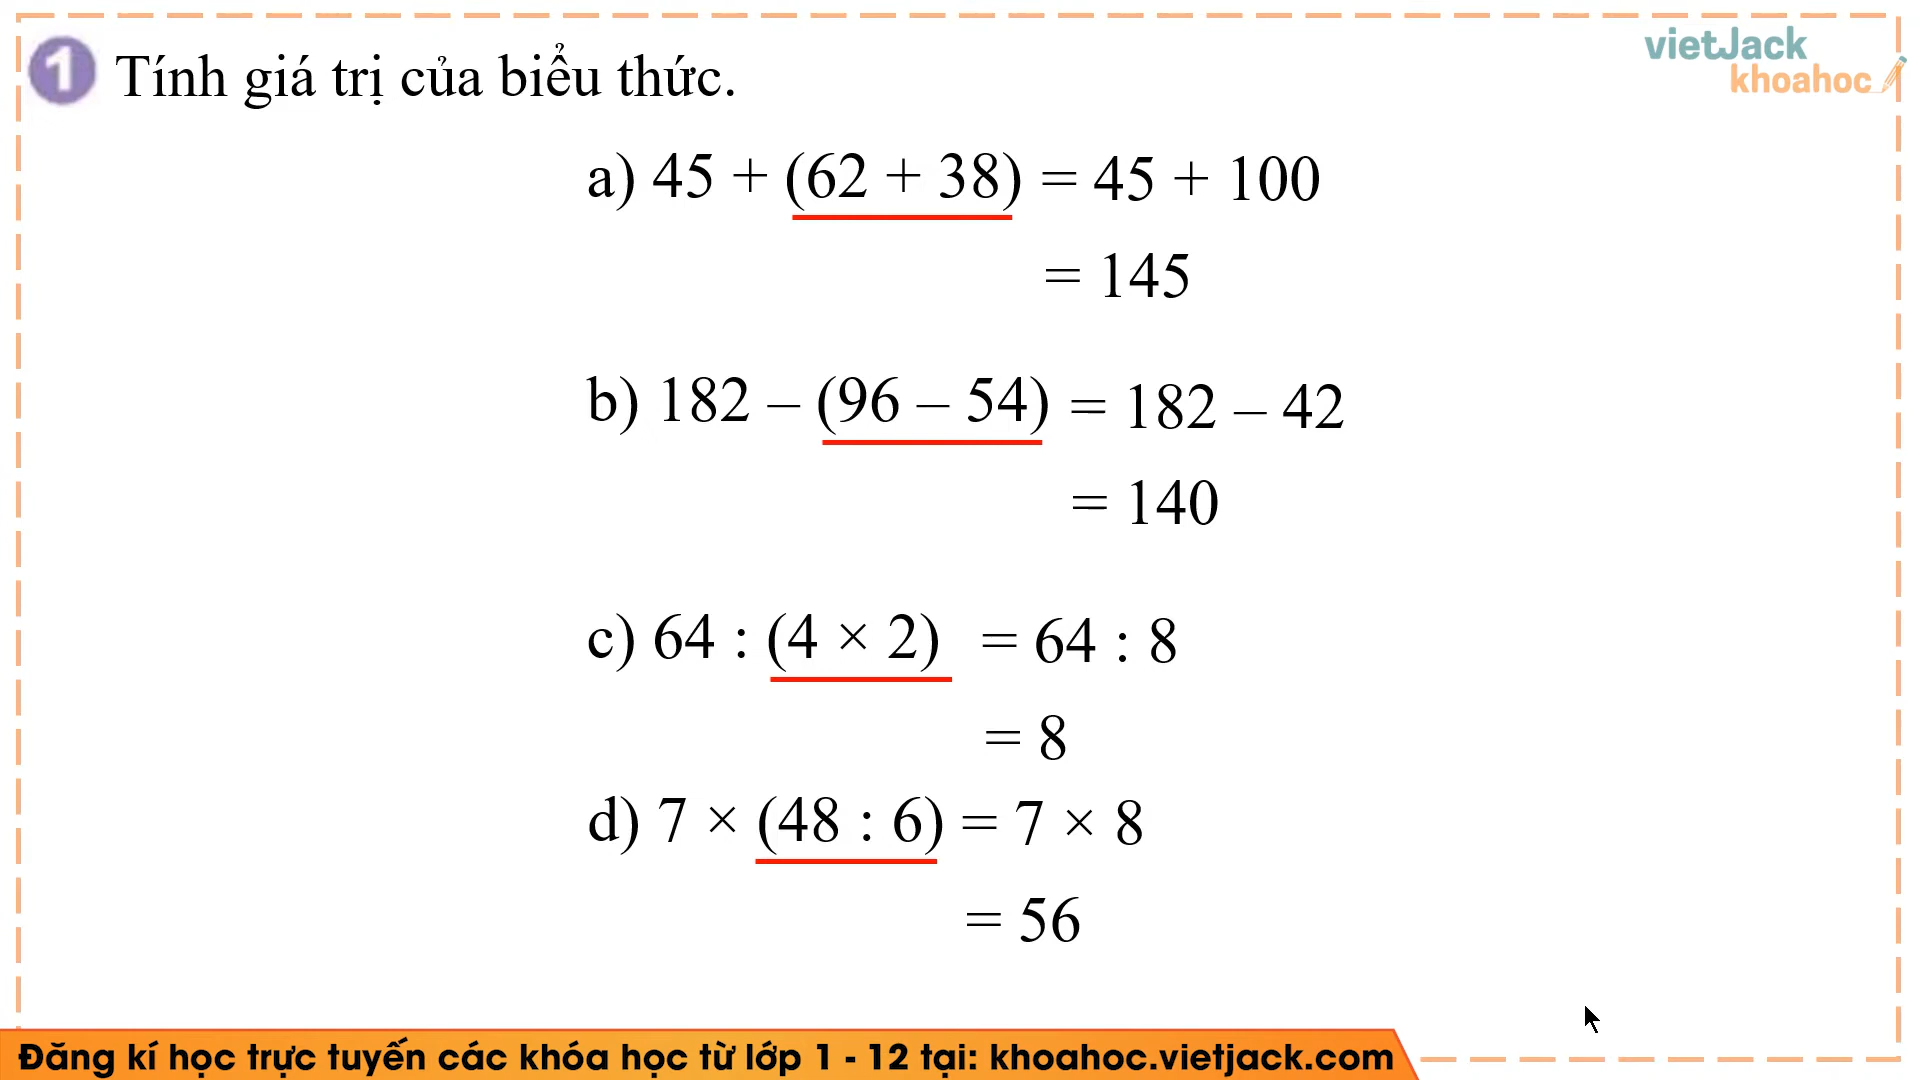 1 Tính giá trị của biểu thức.
vietJack
khoahoc
a) 45 + (62 + 38) = 45 + 100
= 145
b) 182 – (96 – 54) = 182 – 42
= 140
c) 64 : (4 × 2) = 64 : 8
= 8
d) 7 × (48 : 6) = 7 × 8
= 56
Đăng kí học trực tuyến các khóa học từ lớp 1 - 12 tại: khoahoc.vietjack.com